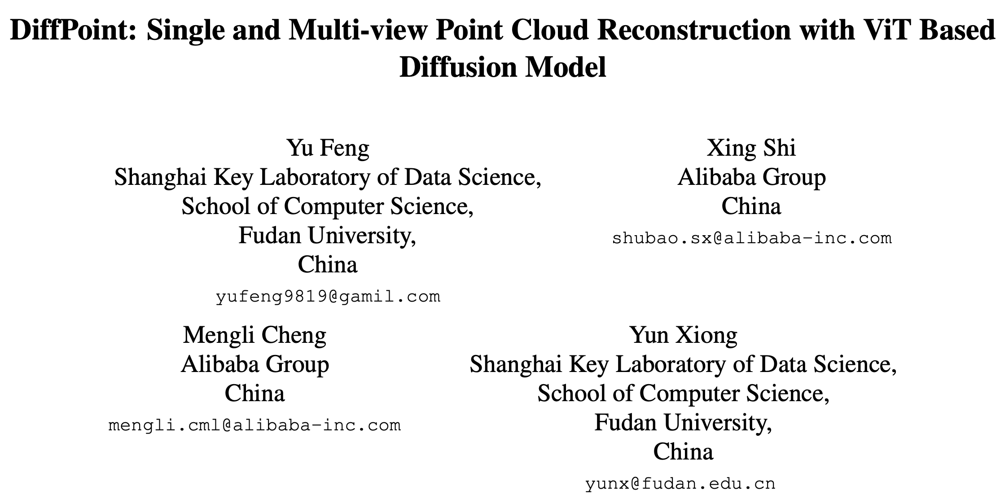 DiffPoint: Single and Multi-view Point Cloud Reconstruction with ViT Based
Diffusion Model
Yu Feng
Shanghai Key Laboratory of Data Science,
School of Computer Science,
Fudan University,
China
yufeng9819@gamil.com
Xing Shi
Alibaba Group
China
shubao.sx@alibaba-inc.com
Mengli Cheng
Alibaba Group
China
mengli.cml@alibaba-inc.com
Yun Xiong
Shanghai Key Laboratory of Data Science,
School of Computer Science,
Fudan University,
China
yunx@fudan.edu.cn